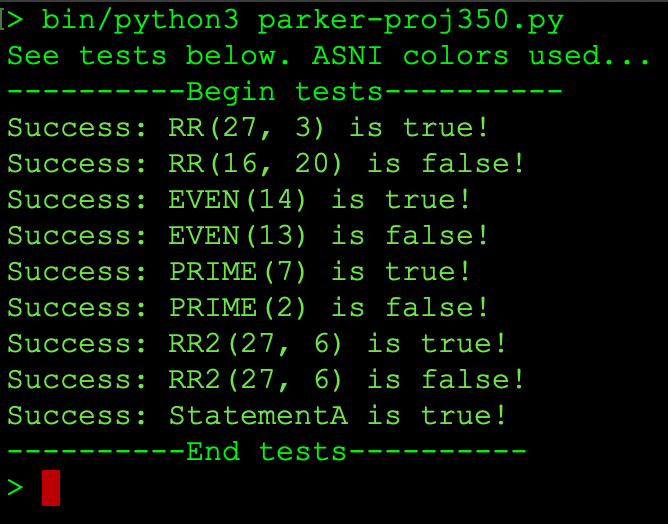 > bin/python3 parker-proj350.py
See tests below. ASNI colors used...
----------Begin tests----------
Success: RR(27, 3) is true!
Success: RR(16, 20) is false!
Success: EVEN(14) is true!
Success: EVEN(13) is false!
Success: PRIME(7) is true!
Success: PRIME(2) is false!
Success: RR2(27, 6) is true!
Success: RR2(27, 6) is false!
Success: StatementA is true!
----------End tests----------
>